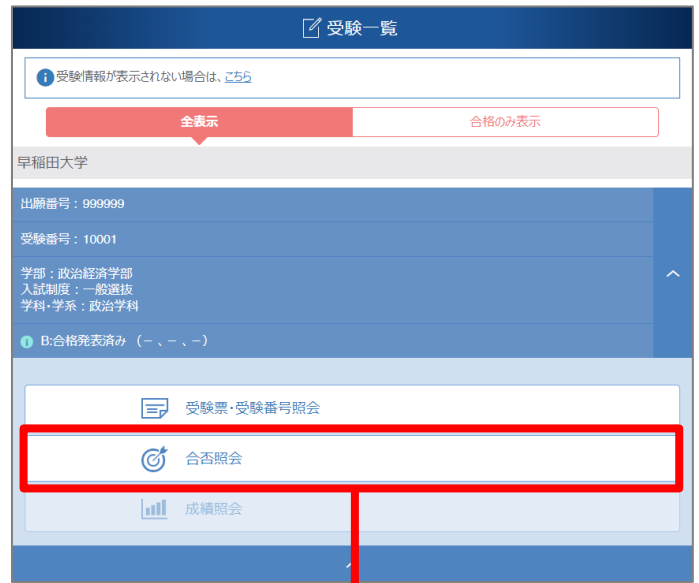 受験一覧
受験情報が表示されない場合は、こちら
全表示
合格のみ表示
早稲田大学
出願番号：999999
受験番号：10001
学部：政治経済学部
入試制度：一般選抜
学科・学系：政治学科
B:合格発表済み （－、－、－）
受験票・受験番号照会
合否照会
成績照会